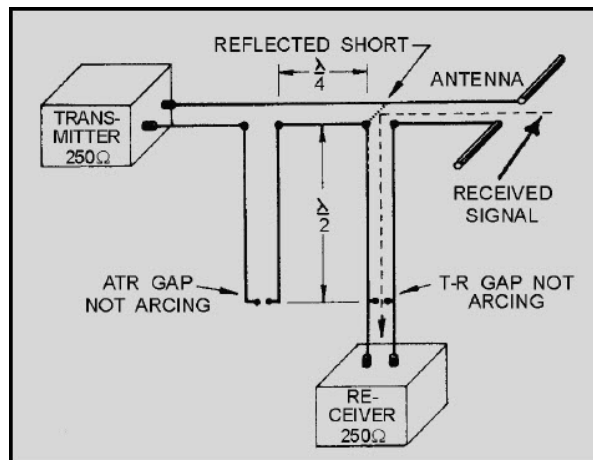 REFLECTED SHORT
λ
4
ANTENNA
TRANS-
MITTER
250Ω
λ
2
RECEIVED
SIGNAL
ATR GAP
NOT ARCING
T-R GAP NOT
ARCING
RE-
CEIVER
250Ω